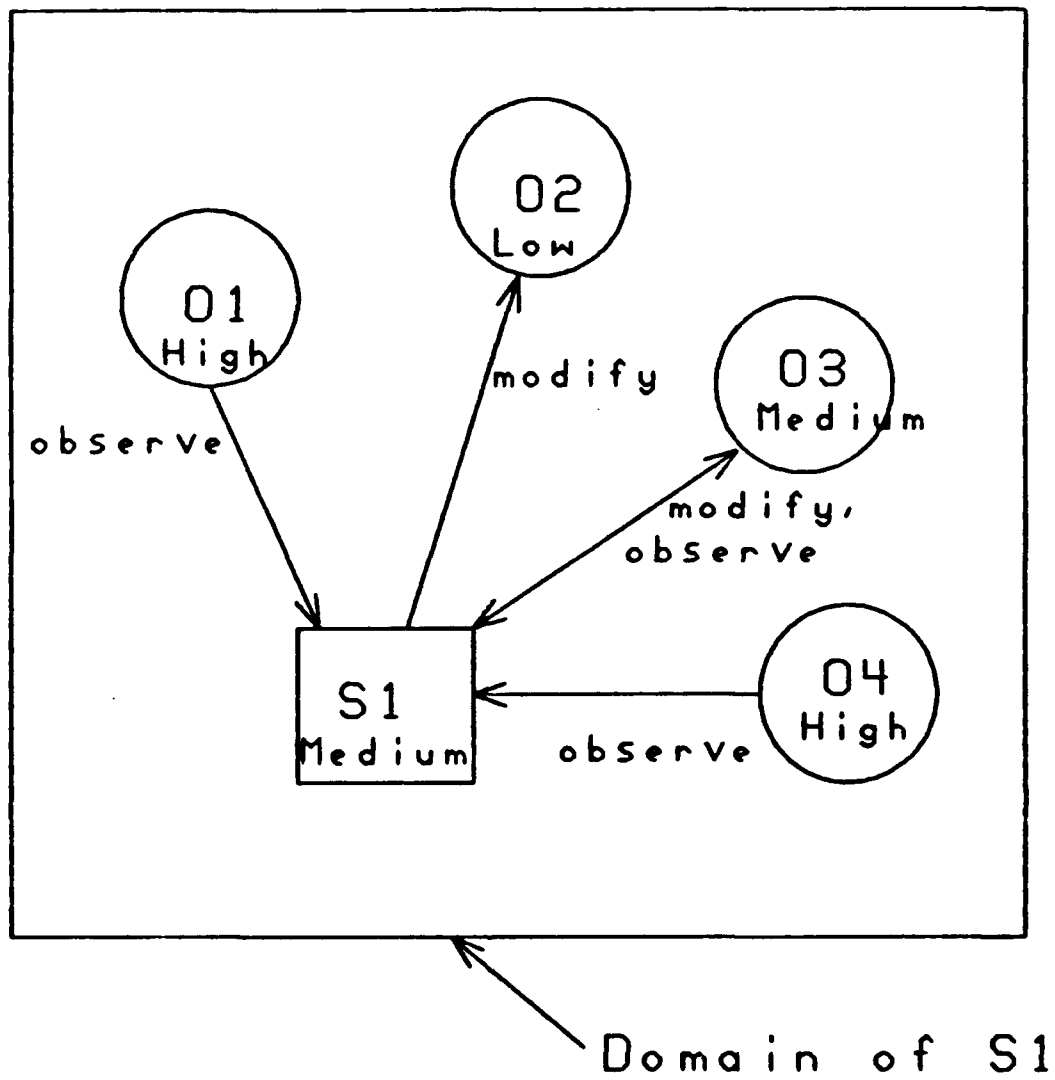 O2
Low
O1
High
O3
Medium
modify
observe
modify,
observe
S1
Medium
O4
High
observe
Domain of S1